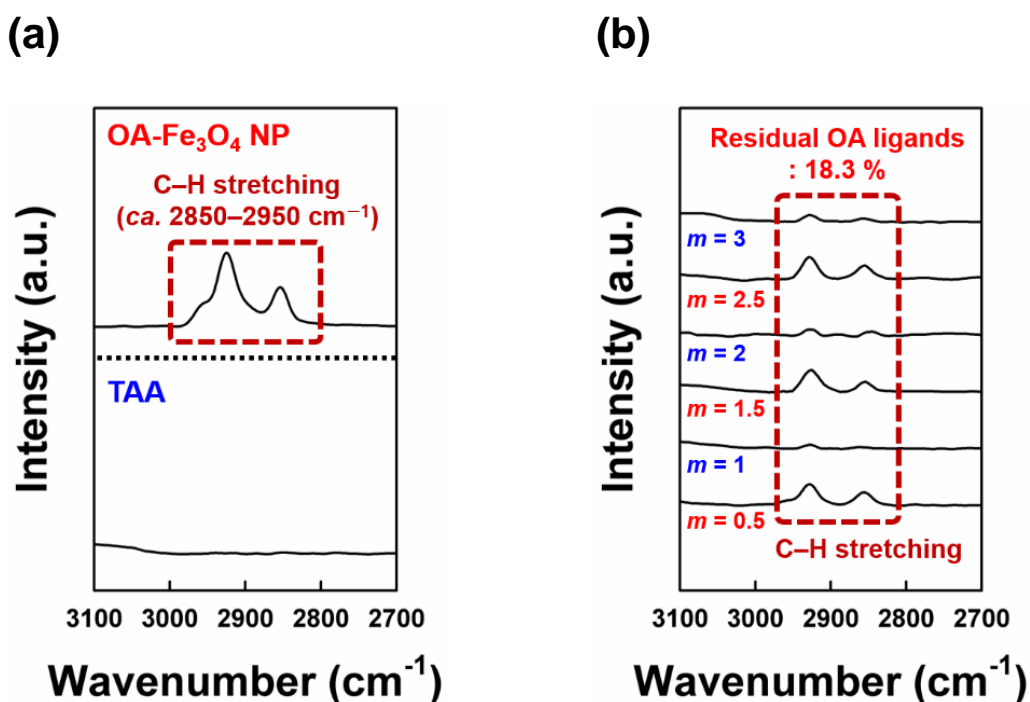 (a)
OA-Fe₃O₄ NP
C–H stretching
(ca. 2850–2950 cm⁻¹)
TAA
Intensity (a.u.)
3100 3000 2900 2800 2700
Wavenumber (cm⁻¹)
(b)
Residual OA ligands
: 18.3 %
m = 3
m = 2.5
m = 2
m = 1.5
m = 1
m = 0.5
C–H stretching
Intensity (a.u.)
3100 3000 2900 2800 2700
Wavenumber (cm⁻¹)